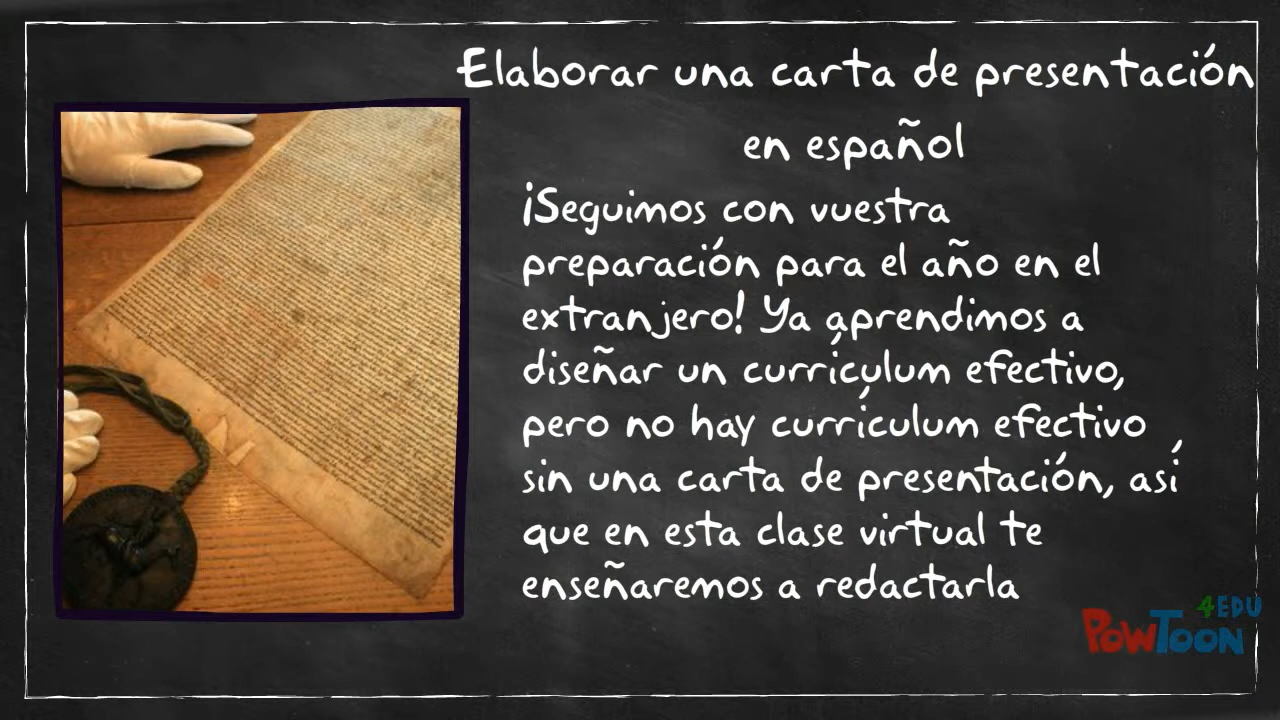 Elaborar una carta de presentación
en español
¡Seguimos con vuestra
preparación para el año en el
extranjero! Ya aprendimos a
diseñar un currículum efectivo,
pero no hay currículum efectivo
sin una carta de presentación, así
que en esta clase virtual te
enseñaremos a redactarla
4EDU
POWTOON